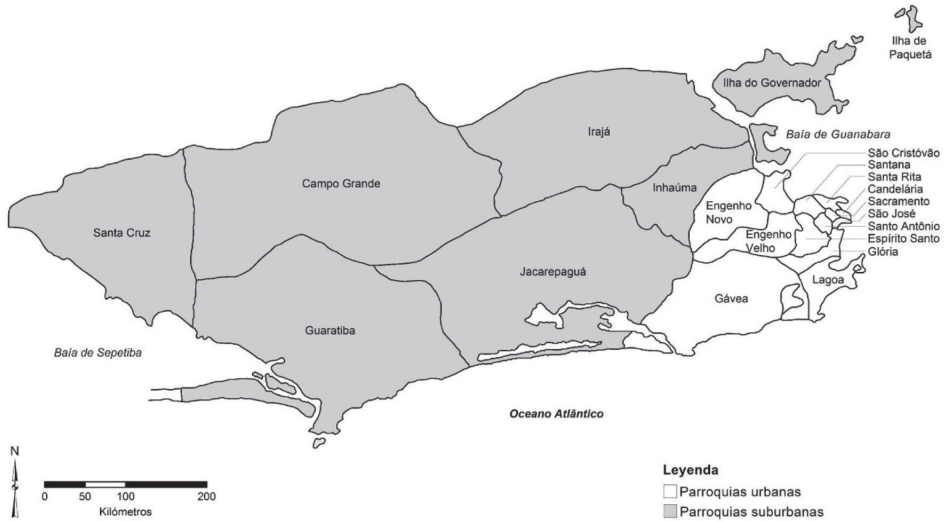 Ilha de
Paquetá
Ilha do Governador
Irajá
Baía de Guanabara
São Cristóvão
Santana
Santa Rita
Candelária
Sacramento
São José
Santo Antônio
Espírito Santo
Glória
Inhaúma
Campo Grande
Engenho
Novo
Engenho
Velho
Santa Cruz
Jacarepaguá
Lagoa
Gávea
Guaratiba
Baía de Sepetiba
Oceano Atlântico
N
0 50 100 200
Kilómetros
Leyenda
Parroquias urbanas
Parroquias suburbanas